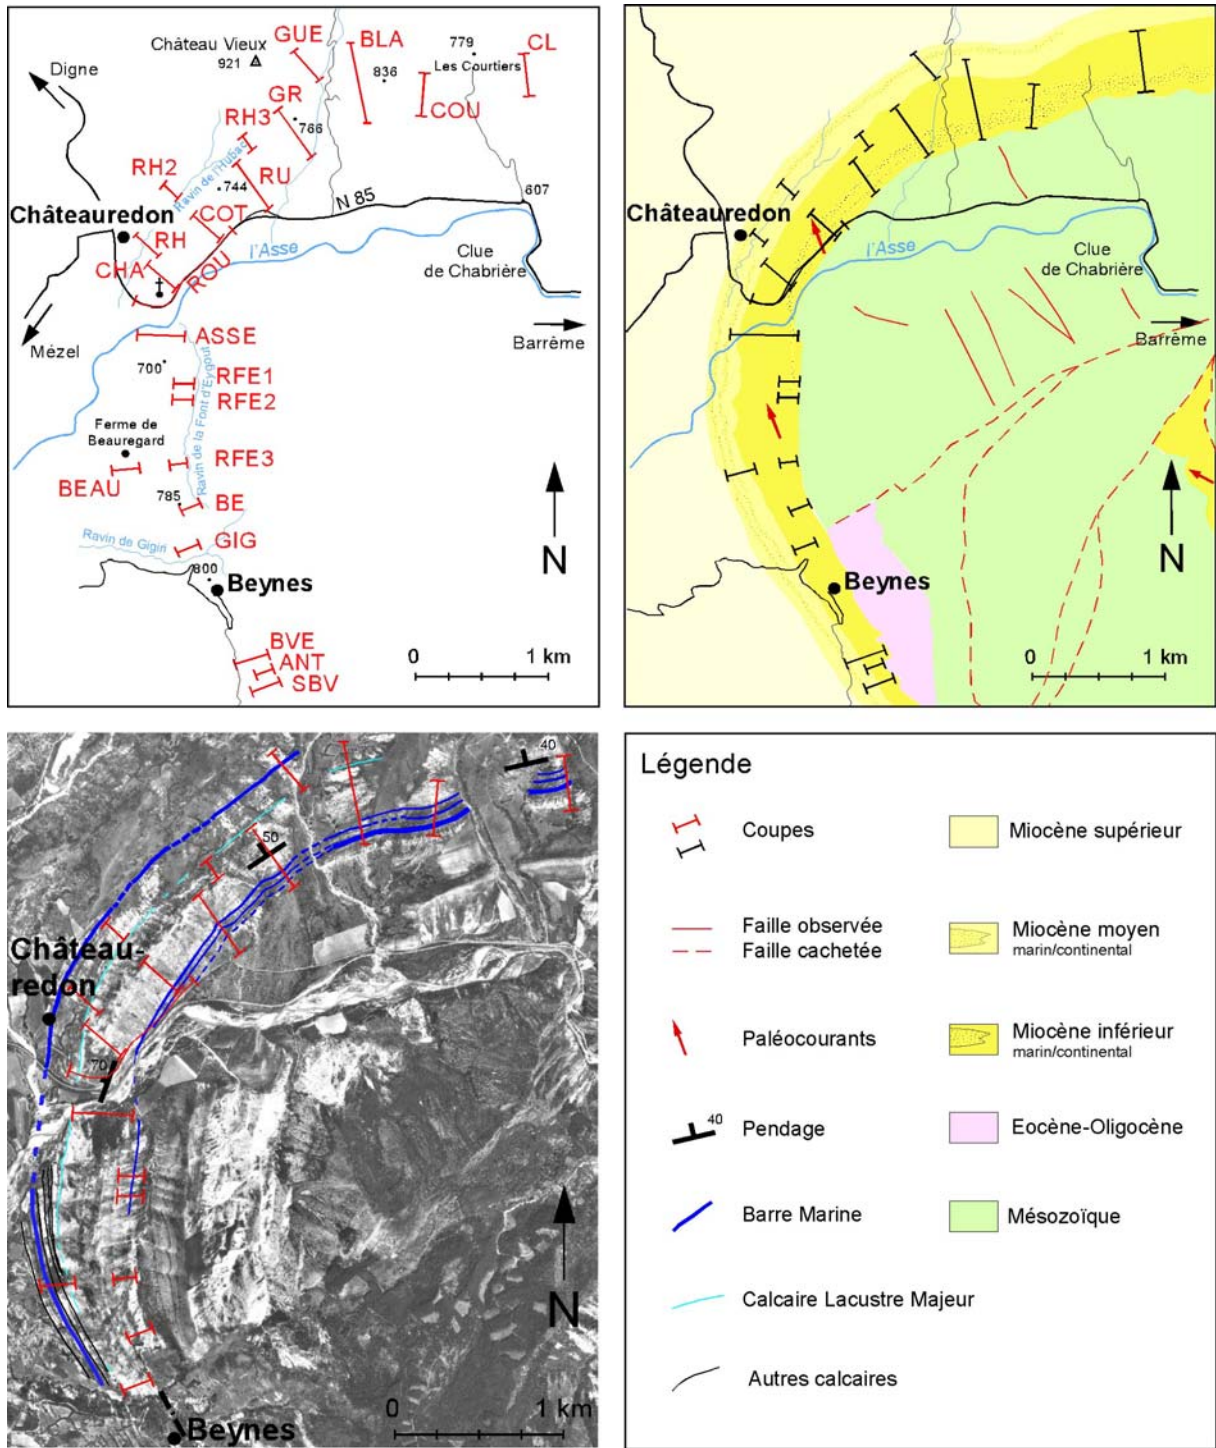 GUE
BLA
779
CL
Château Vieux
921
Les Courtiers
836
Digne
GR
COU
766
RH3
RH2
Ravin de l'Hubac
744
RU
607
N 85
Châteauredon
COT
RH
l'Asse
Clue
de Chabrière
CHA
ROU
Mézel
ASSE
Barrême
700
RFE1
RFE2
Ravin de la Font d'Eygout
Ferme de
Beauregard
RFE3
BEAU
785
BE
Ravin de Gigiri
GIG
N
800
Beynes
BVE
ANT
SBV
0 1 km
Châteauredon
l'Asse
Clue
de Chabrière
Barrême
N
Beynes
0 1 km
40
50
Château-
redon
70
N
0 1 km
Beynes
Légende
Coupes
Faille observée
Faille cachetée
Paléocourants
40
Pendage
Barre Marine
Calcaire Lacustre Majeur
Autres calcaires
Miocène supérieur
Miocène moyen
marin/continental
Miocène inférieur
marin/continental
Eocène-Oligocène
Mésozoïque